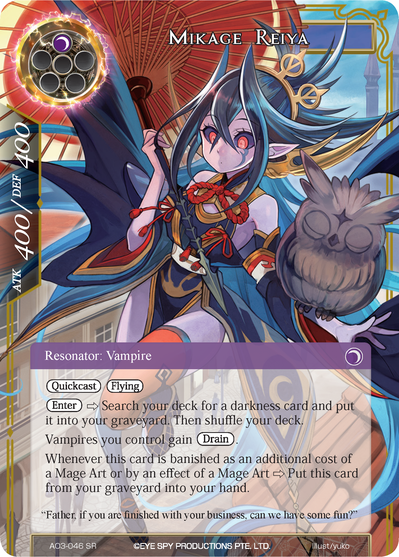 Mikage Reiya
ATK 400 / DEF 400
Resonator: Vampire
Quickcast Flying
Enter ⇨ Search your deck for a darkness card and put
it into your graveyard. Then shuffle your deck.
Vampires you control gain Drain.
Whenever this card is banished as an additional cost of
a Mage Art or by an effect of a Mage Art ⇨ Put this card
from your graveyard into your hand.
“Father, if you are finished with your business, can we have some fun?”
AO3-046 SR
©EYE SPY PRODUCTIONS PTE. LTD.
Illust/yuko